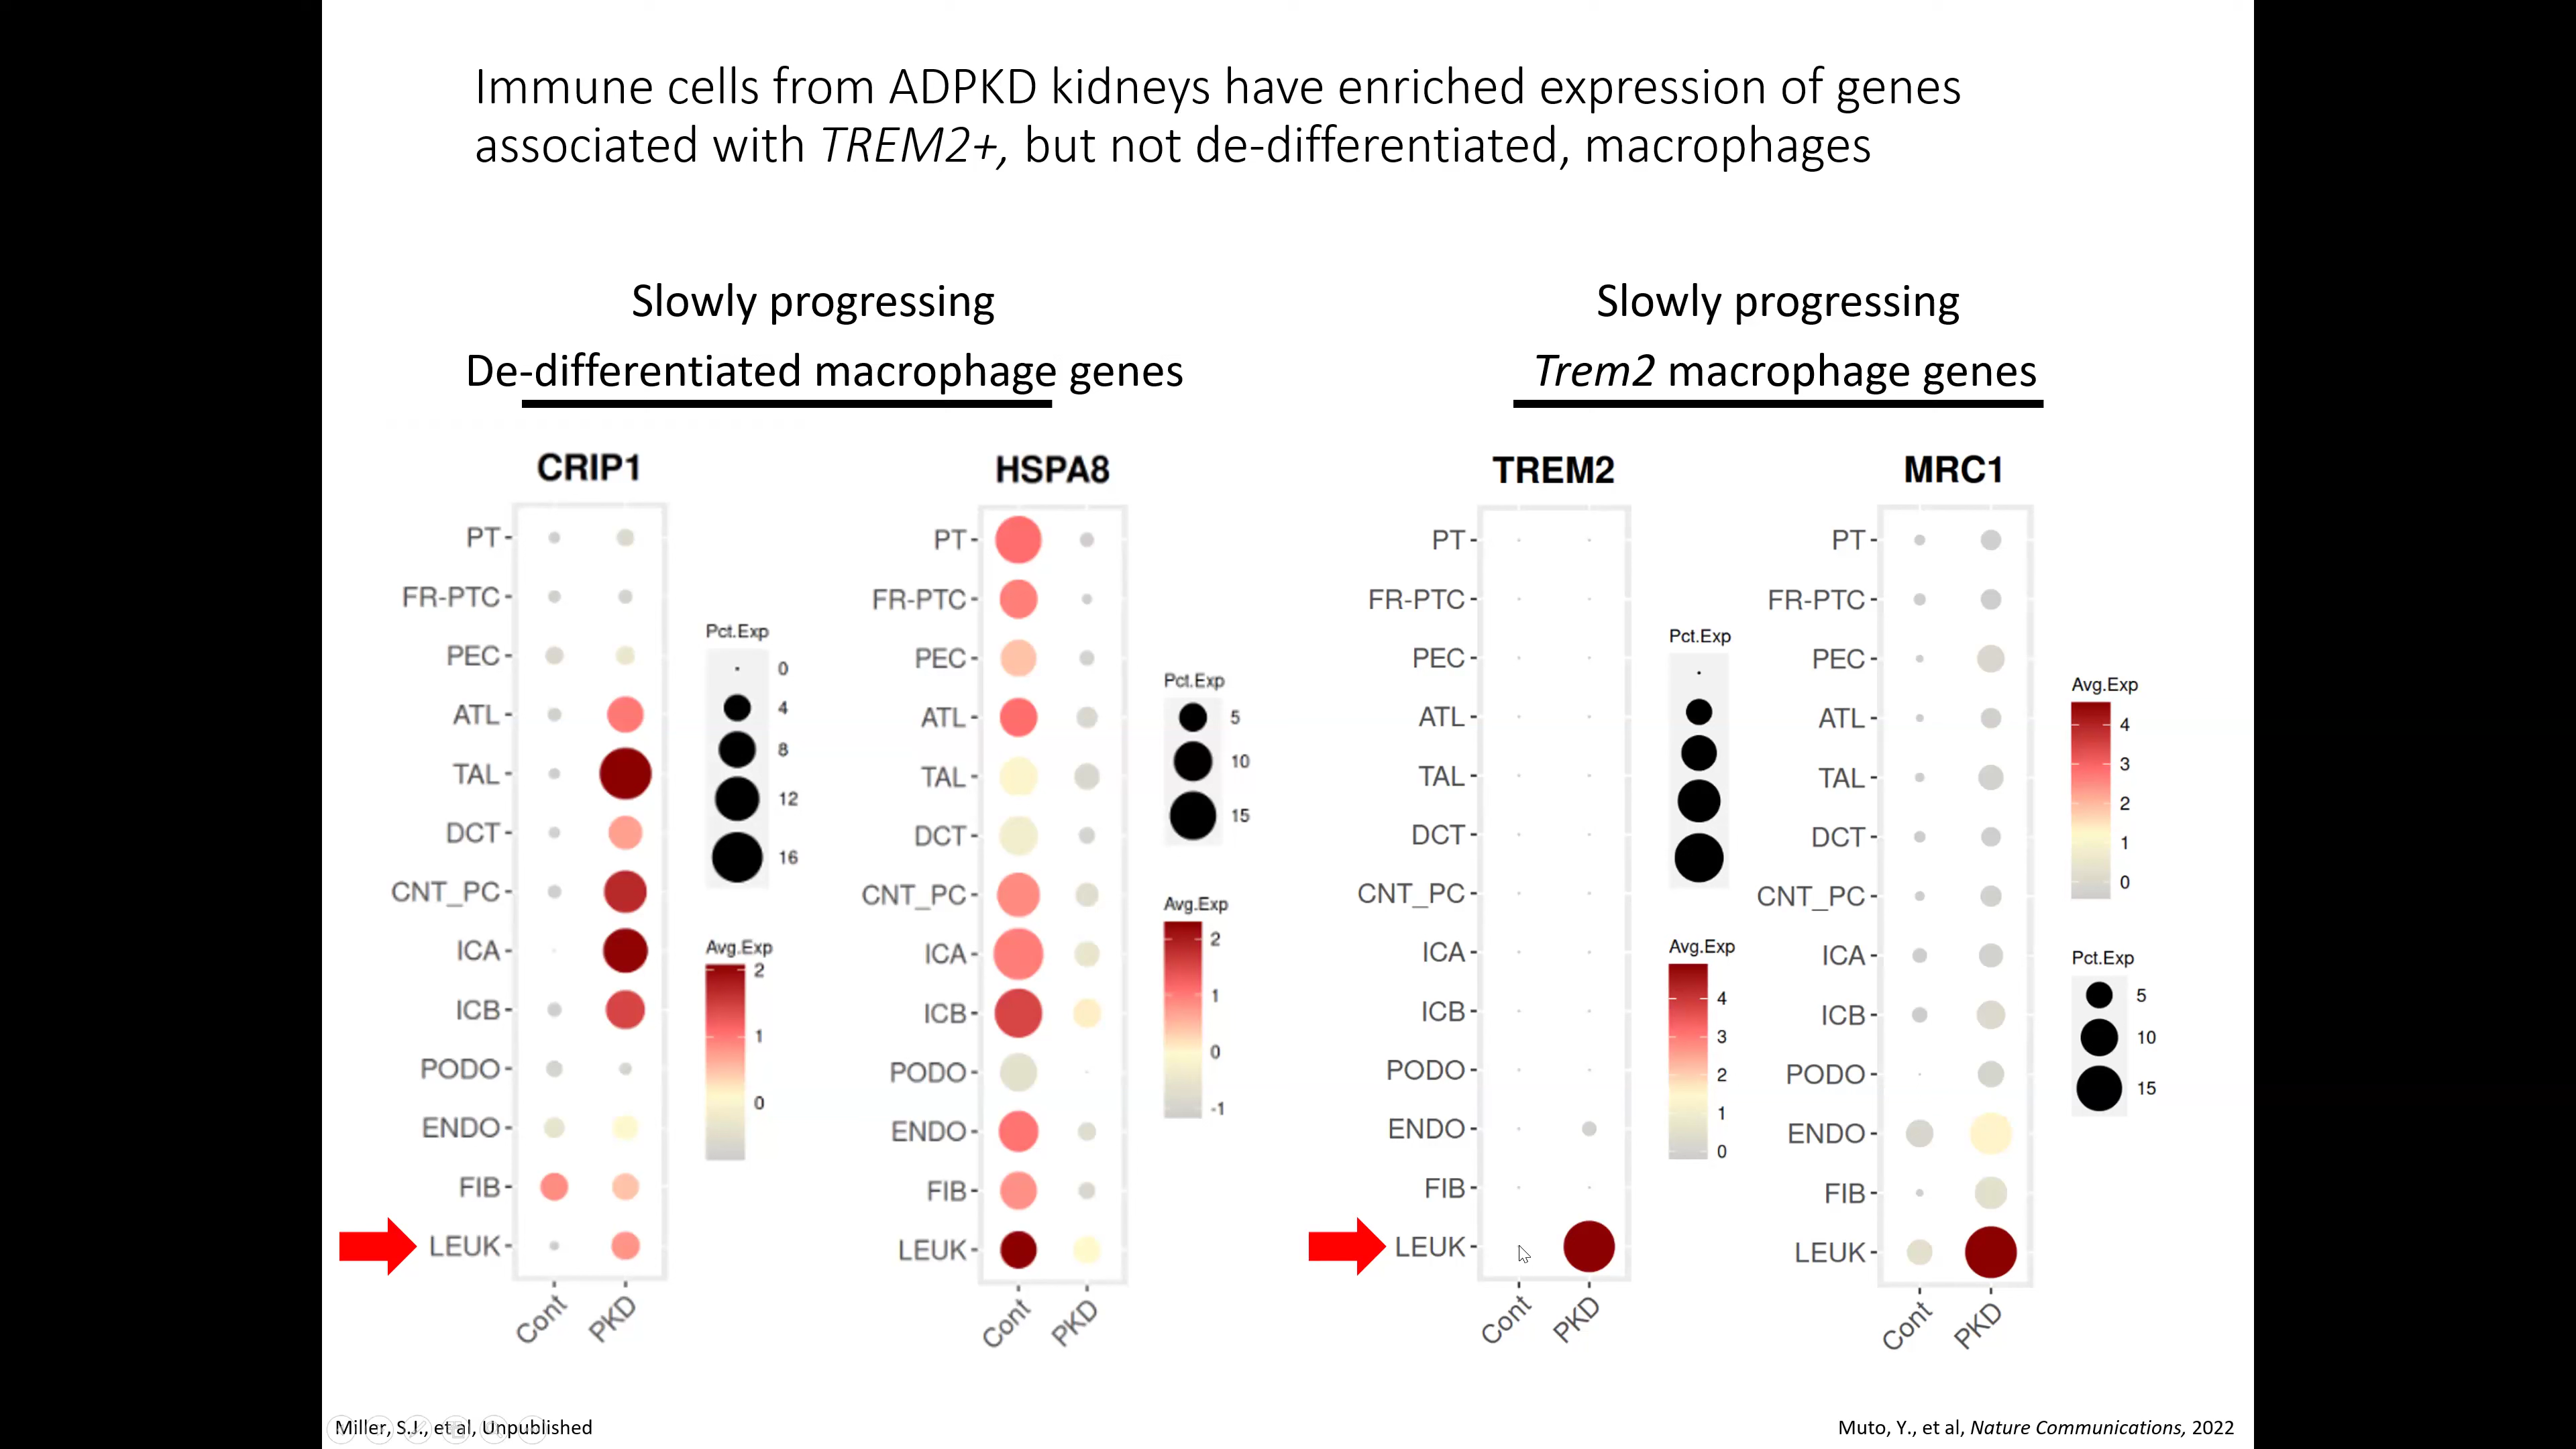 Immune cells from ADPKD kidneys have enriched expression of genes
associated with TREM2+, but not de-differentiated, macrophages
Slowly progressing
De-differentiated macrophage genes
Slowly progressing
Trem2 macrophage genes
CRIP1
PT
FR-PTC
PEC
ATL
TAL
DCT
CNT_PC
ICA
ICB
PODO
ENDO
FIB
LEUK
Cont
PKD
Pct.Exp
0
4
8
12
16
Avg.Exp
2
1
0
HSPA8
PT
FR-PTC
PEC
ATL
TAL
DCT
CNT_PC
ICA
ICB
PODO
ENDO
FIB
LEUK
Cont
PKD
Pct.Exp
5
10
15
Avg.Exp
2
1
0
-1
TREM2
PT
FR-PTC
PEC
ATL
TAL
DCT
CNT_PC
ICA
ICB
PODO
ENDO
FIB
LEUK
Cont
PKD
Pct.Exp
Avg.Exp
4
3
2
1
0
MRC1
PT
FR-PTC
PEC
ATL
TAL
DCT
CNT_PC
ICA
ICB
PODO
ENDO
FIB
LEUK
Cont
PKD
Avg.Exp
4
3
2
1
0
Pct.Exp
5
10
15
Miller, S.J., et al, Unpublished
Muto, Y., et al, Nature Communications, 2022